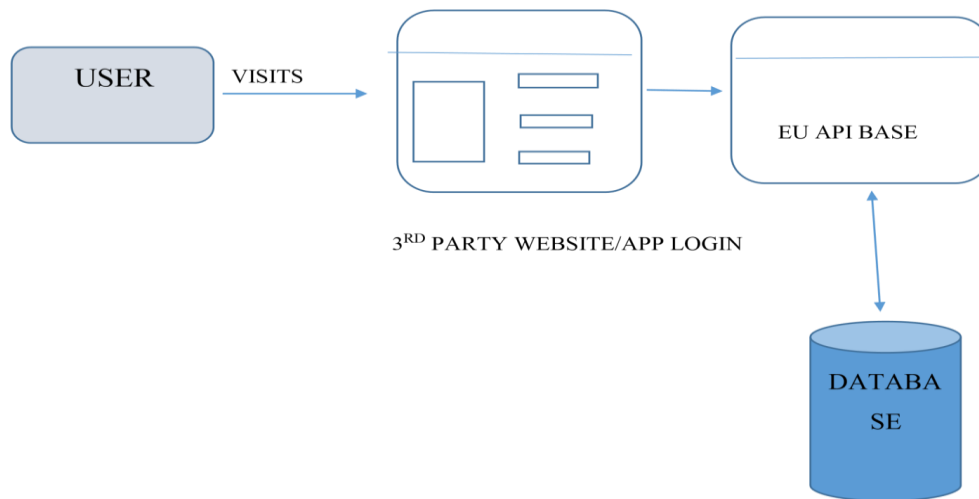 USER
VISITS
EU API BASE
3RD PARTY WEBSITE/APP LOGIN
DATABA
SE